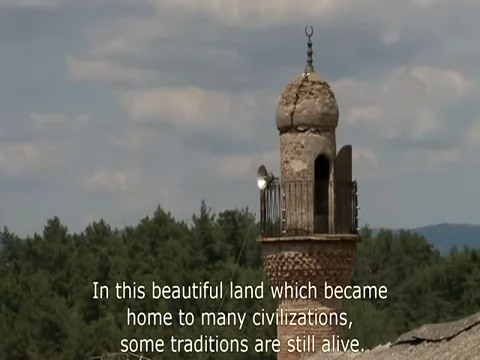 In this beautiful land which became
home to many civilizations,
some traditions are still alive..